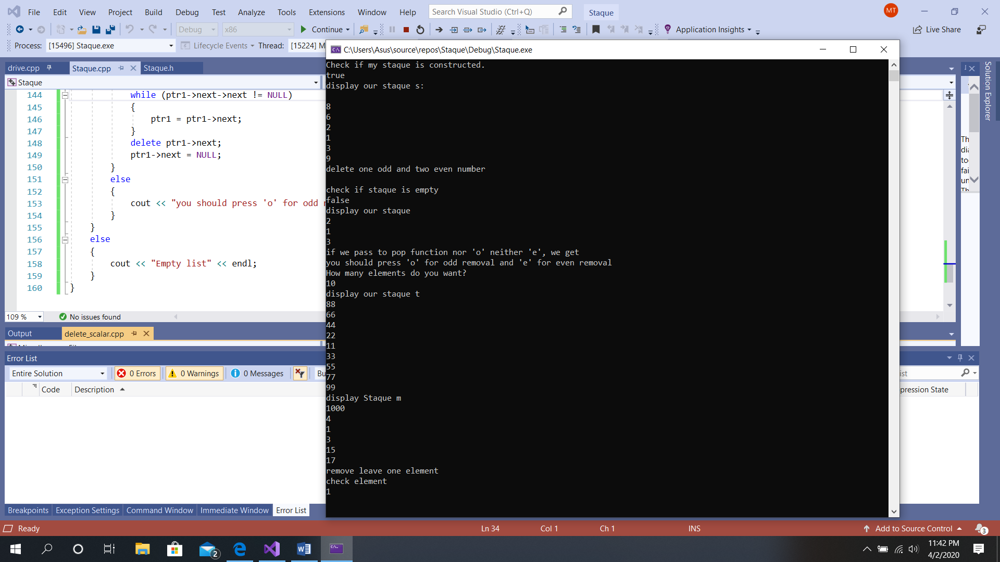 File Edit View Project Build Debug Test Analyze Tools Extensions Window Help Search Visual Studio (Ctrl+Q) Staque MT
Debug x86 Continue Application Insights Live Share
Process: [15496] Staque.exe Lifecycle Events Thread: [15224] M
C:\Users\Asus\source\repos\Staque\Debug\Staque.exe
drive.cpp Staque.cpp Staque.h
Staque
144 while (ptr1->next->next != NULL)
145 {
146 ptr1 = ptr1->next;
147 }
148 delete ptr1->next;
149 ptr1->next = NULL;
150 }
151 else
152 {
153 cout << "you should press 'o' for odd
154 }
155 }
156 else
157 {
158 cout << "Empty list" << endl;
159 }
160 }
109 % No issues found
Output delete_scalar.cpp
Error List
Entire Solution 0 Errors 0 Warnings 0 Messages Bu
Code Description
Breakpoints Exception Settings Command Window Immediate Window Error List
Check if my staque is constructed.
true
display our staque s:
8
6
2
1
3
9
delete one odd and two even number
check if staque is empty
false
display our staque
2
1
3
if we pass to pop function nor 'o' neither 'e', we get
you should press 'o' for odd removal and 'e' for even removal
How many elements do you want?
10
display our staque t
88
66
44
22
11
33
55
77
99
display Staque m
1000
4
1
3
15
17
remove leave one element
check element
1
Solution Explorer
Th
dia
to
fai
un
ist
pression State
Ready Ln 34 Col 1 Ch 1 INS Add to Source Control 3
2 11:42 PM
4/2/2020